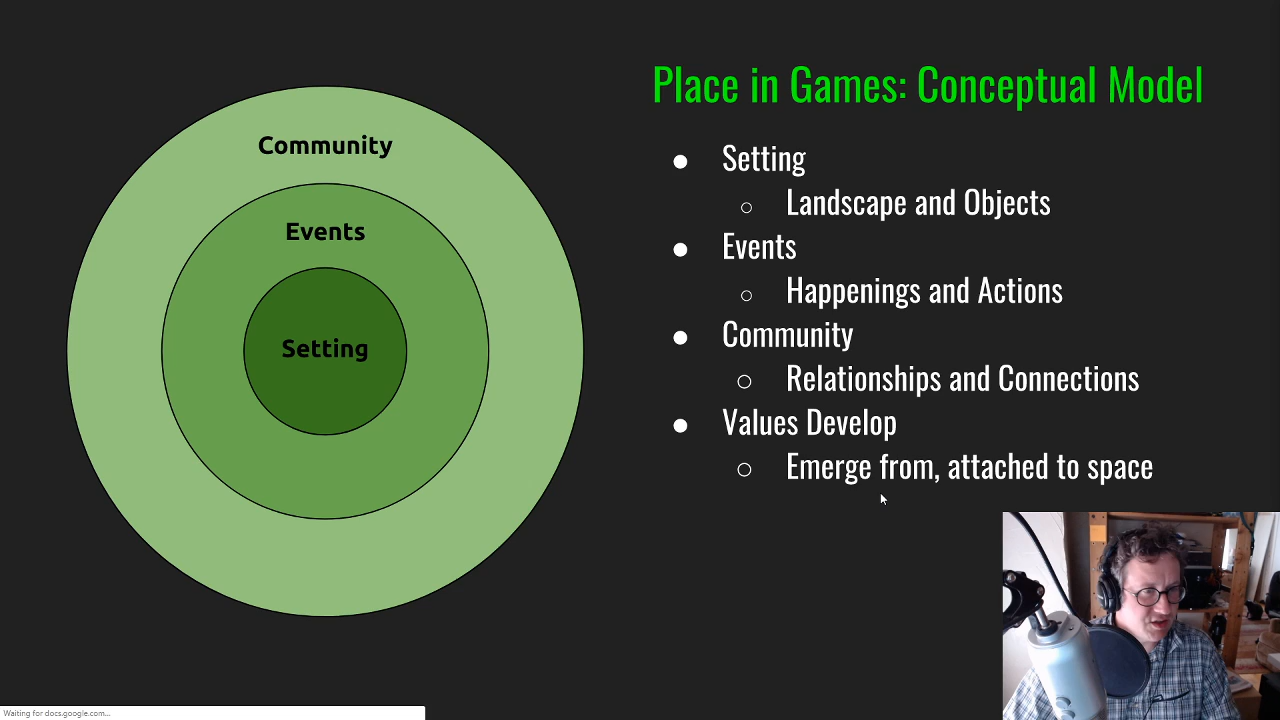 Community
Events
Setting
Place in Games: Conceptual Model
● Setting
○ Landscape and Objects
● Events
○ Happenings and Actions
● Community
○ Relationships and Connections
● Values Develop
○ Emerge from, attached to space
Waiting for docs.google.com...